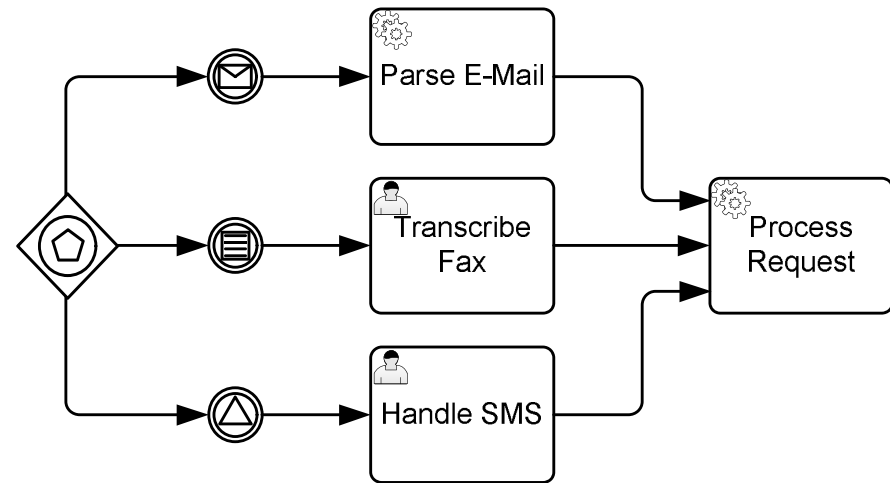 Parse E-Mail
Transcribe
Fax
Process
Request
Handle SMS